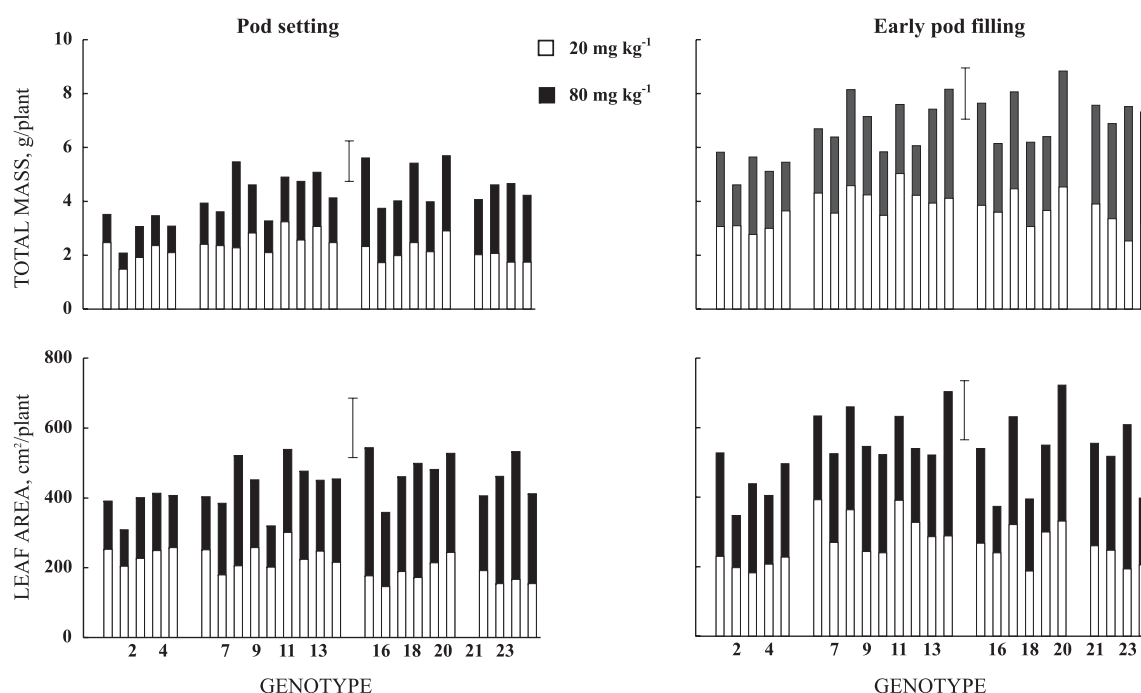 Pod setting
Early pod filling
20 mg kg⁻¹
80 mg kg⁻¹
TOTAL MASS, g/plant
10
8
6
4
2
0
LEAF AREA, cm²/plant
800
600
400
200
0
2 4 7 9 11 13 16 18 20 21 23
2 4 7 9 11 13 16 18 20 21 23
GENOTYPE
GENOTYPE